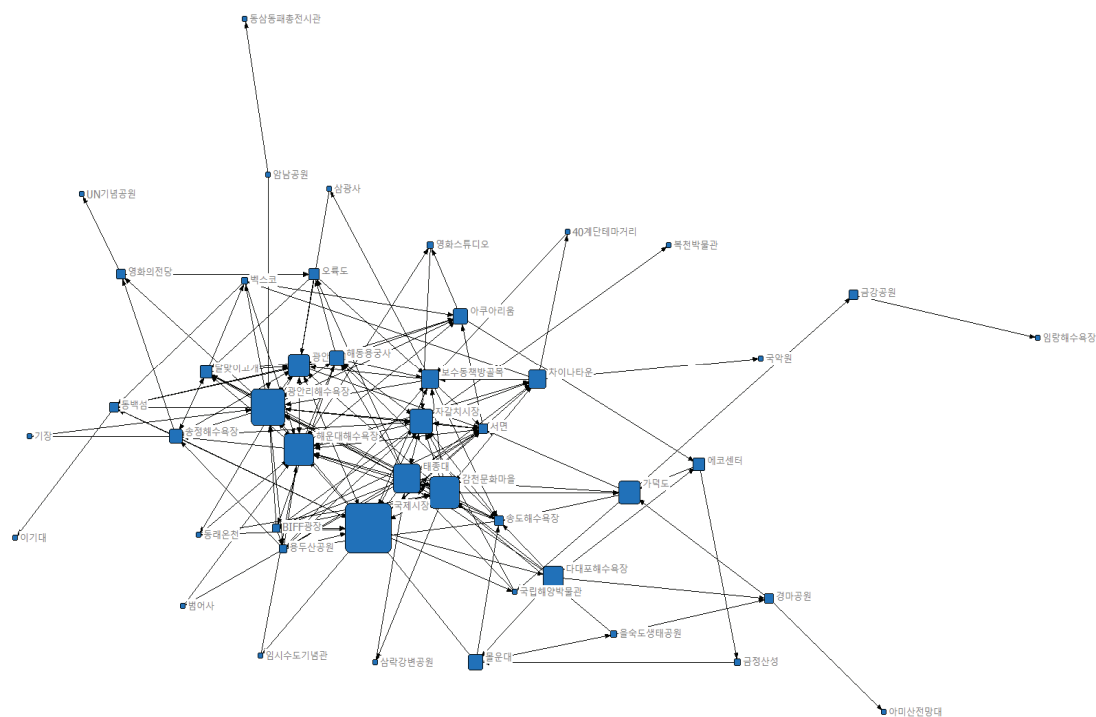 동삼동패총전시관
암남공원
삼광사
UN기념공원
40계단테마거리
영화스튜디오
복천박물관
영화의전당
오륙도
벡스코
금강공원
아쿠아리움
임랑해수욕장
해동용궁사
광안
국악원
달맞이고개
보수동책방골목
차이나타운
광안리해수욕장
동백섬
자갈치시장
서면
기장
송정해수욕장
해운대해수욕장
에코센터
태종대
감천문화마을
가덕도
국제시장
송도해수욕장
BIFF광장
동래온천
이기대
용두산공원
다대포해수욕장
국립해양박물관
경마공원
범어사
을숙도생태공원
임시수도기념관
몰운대
삼락강변공원
금정산성
아미산전망대